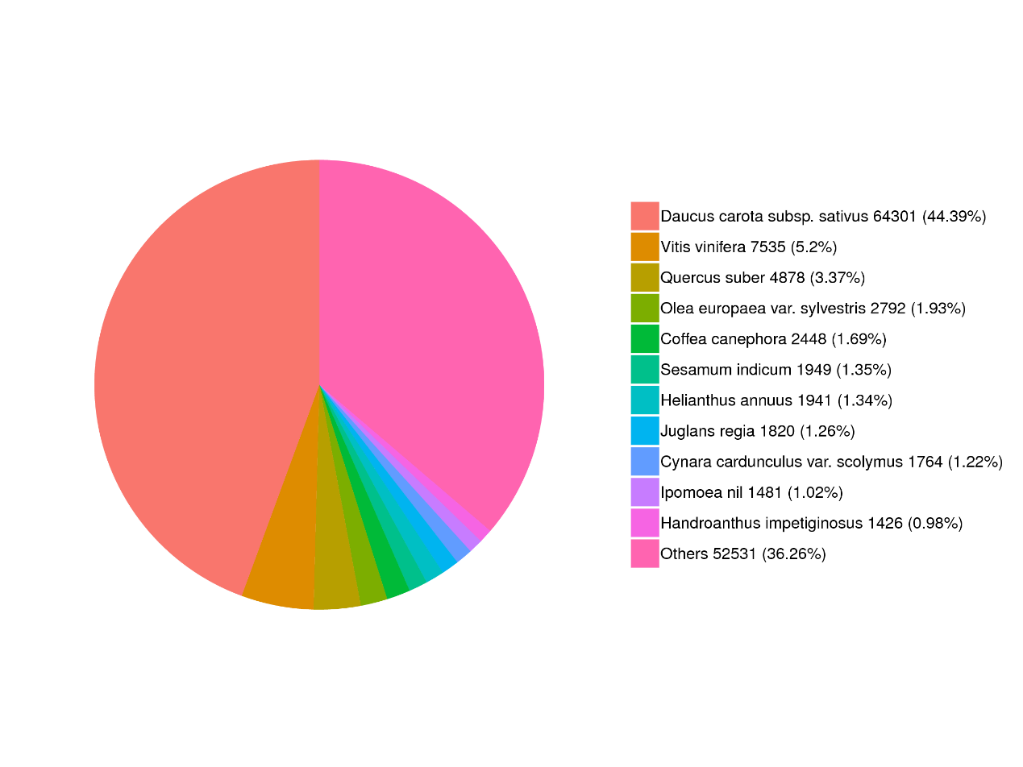 Daucus carota subsp. sativus 64301 (44.39%)
Vitis vinifera 7535 (5.2%)
Quercus suber 4878 (3.37%)
Olea europaea var. sylvestris 2792 (1.93%)
Coffea canephora 2448 (1.69%)
Sesamum indicum 1949 (1.35%)
Helianthus annuus 1941 (1.34%)
Juglans regia 1820 (1.26%)
Cynara cardunculus var. scolymus 1764 (1.22%)
Ipomoea nil 1481 (1.02%)
Handroanthus impetiginosus 1426 (0.98%)
Others 52531 (36.26%)